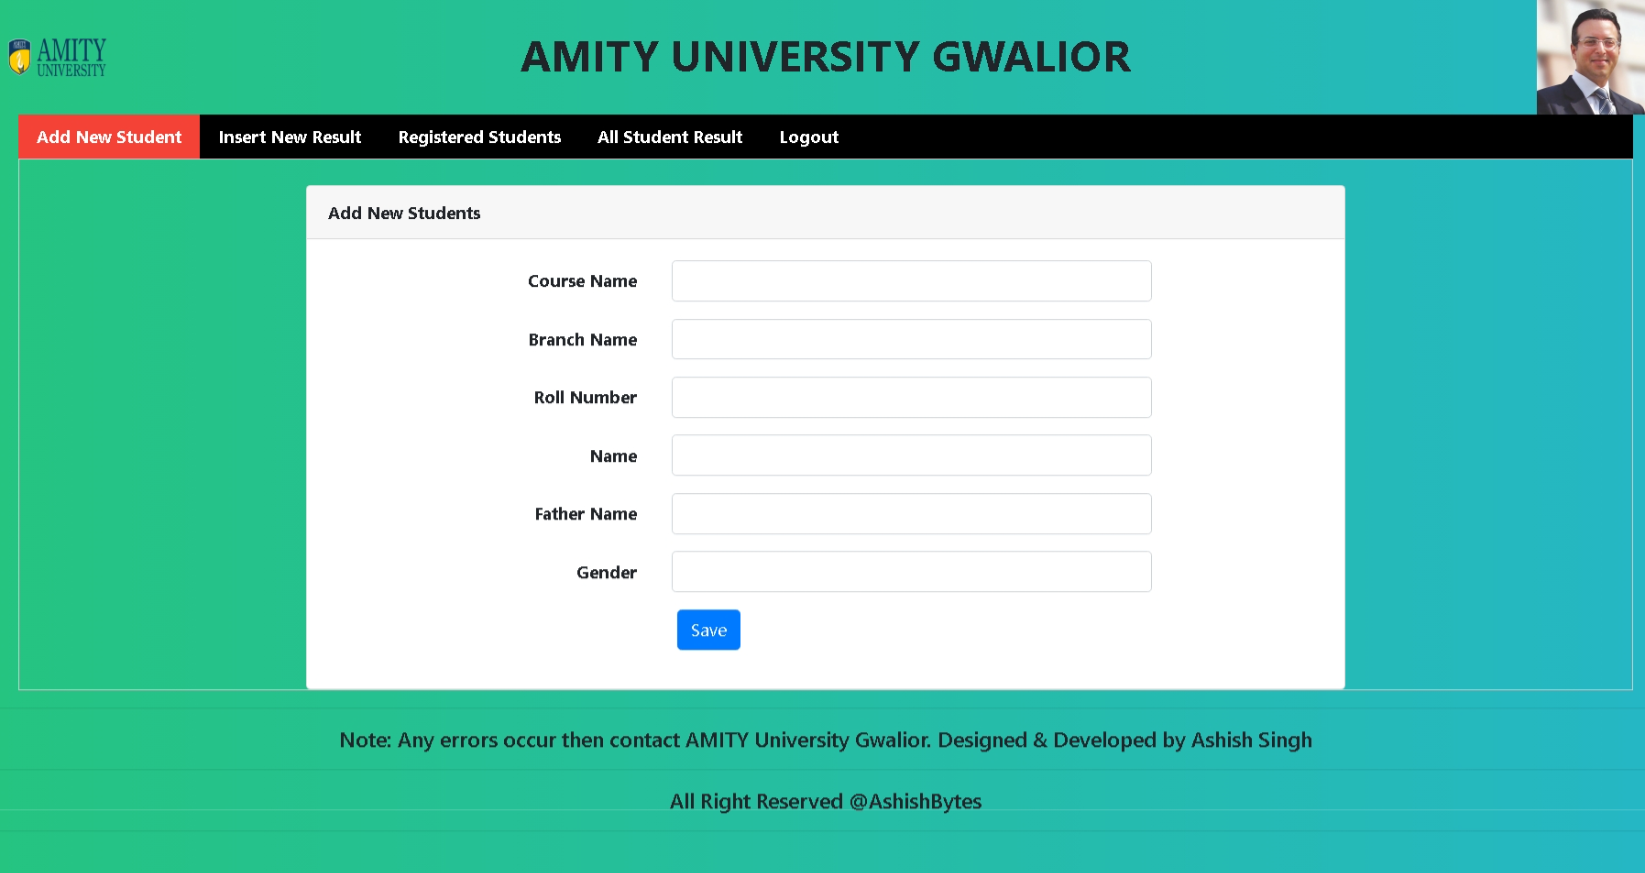 AMITY
UNIVERSITY
AMITY UNIVERSITY GWALIOR
Add New Student Insert New Result Registered Students All Student Result Logout
Add New Students
Course Name
Branch Name
Roll Number
Name
Father Name
Gender
Save
Note: Any errors occur then contact AMITY University Gwalior. Designed & Developed by Ashish Singh
All Right Reserved @AshishBytes